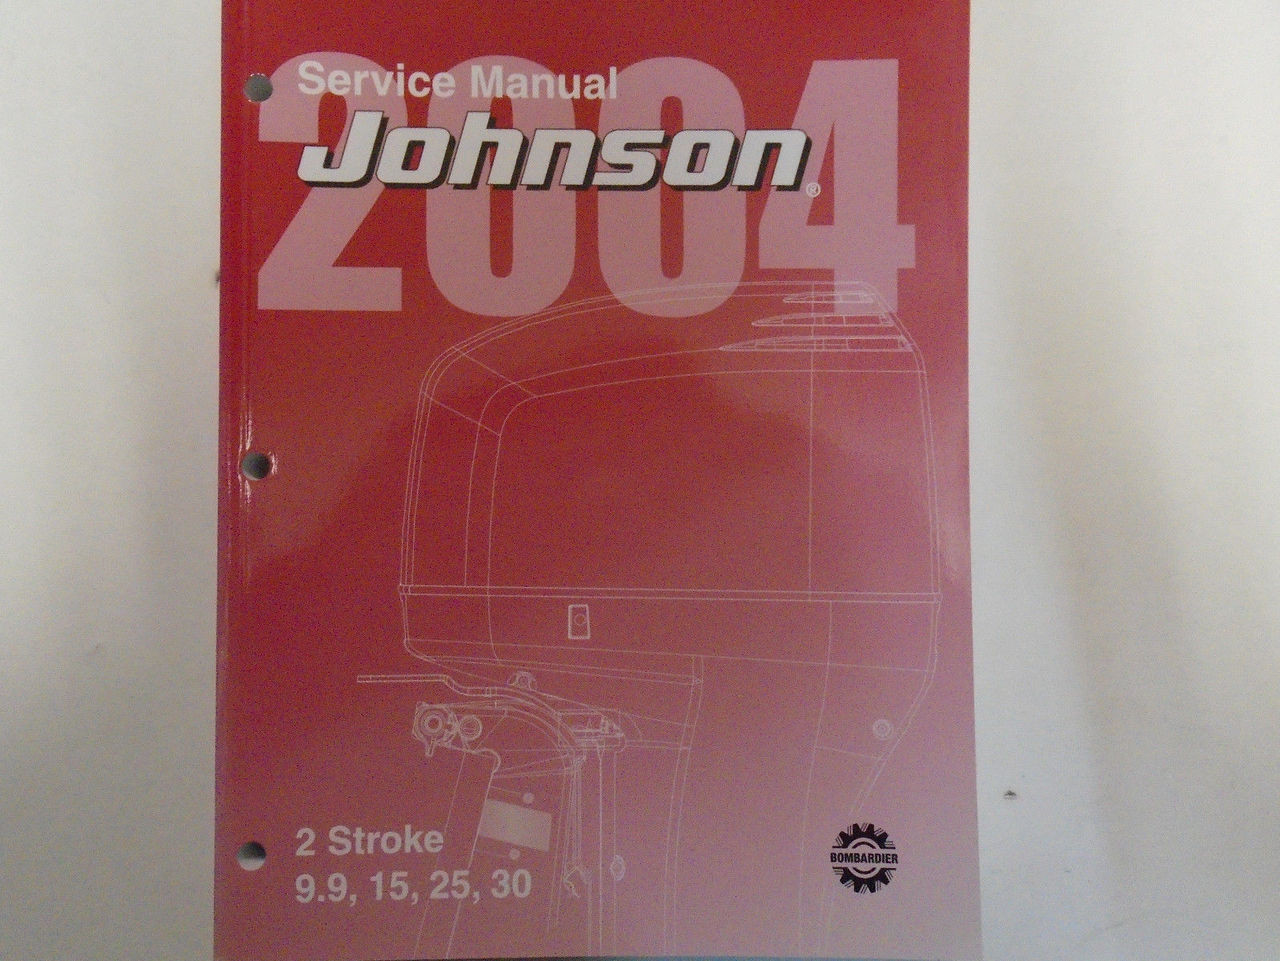 2004
Service Manual
Johnson®
2 Stroke
9.9, 15, 25, 30
BOMBARDIER